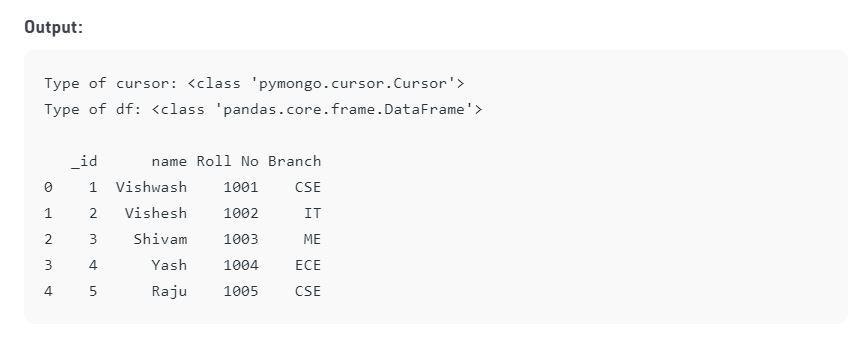 Output:
Type of cursor: <class 'pymongo.cursor.Cursor'>
Type of df: <class 'pandas.core.frame.DataFrame'>
_id name Roll No Branch
0 1 Vishwash 1001 CSE
1 2 Vishesh 1002 IT
2 3 Shivam 1003 ME
3 4 Yash 1004 ECE
4 5 Raju 1005 CSE